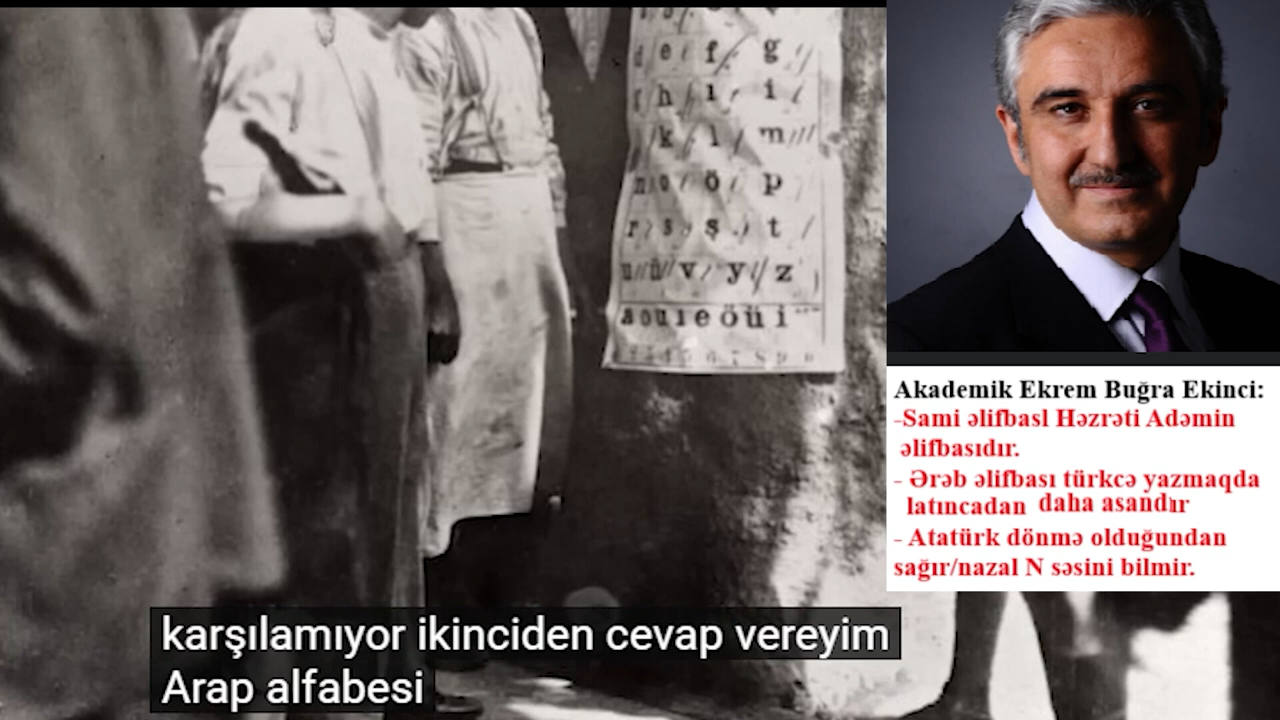 d e f g
h ı i
k l m
n o ö p
r s ş t
u ü v y z
a o u ı e ö ü i
Akademik Ekrem Buğra Ekinci:
-Sami əlifbasl Həzrəti Adəmin
əlifbasıdır.
- Ərəb əlifbası türkcə yazmaqda
latıncadan daha asandır
- Atatürk dönmə olduğundan
sağır/nazal N səsini bilmir.
karşılamıyor ikinciden cevap vereyim
Arap alfabesi